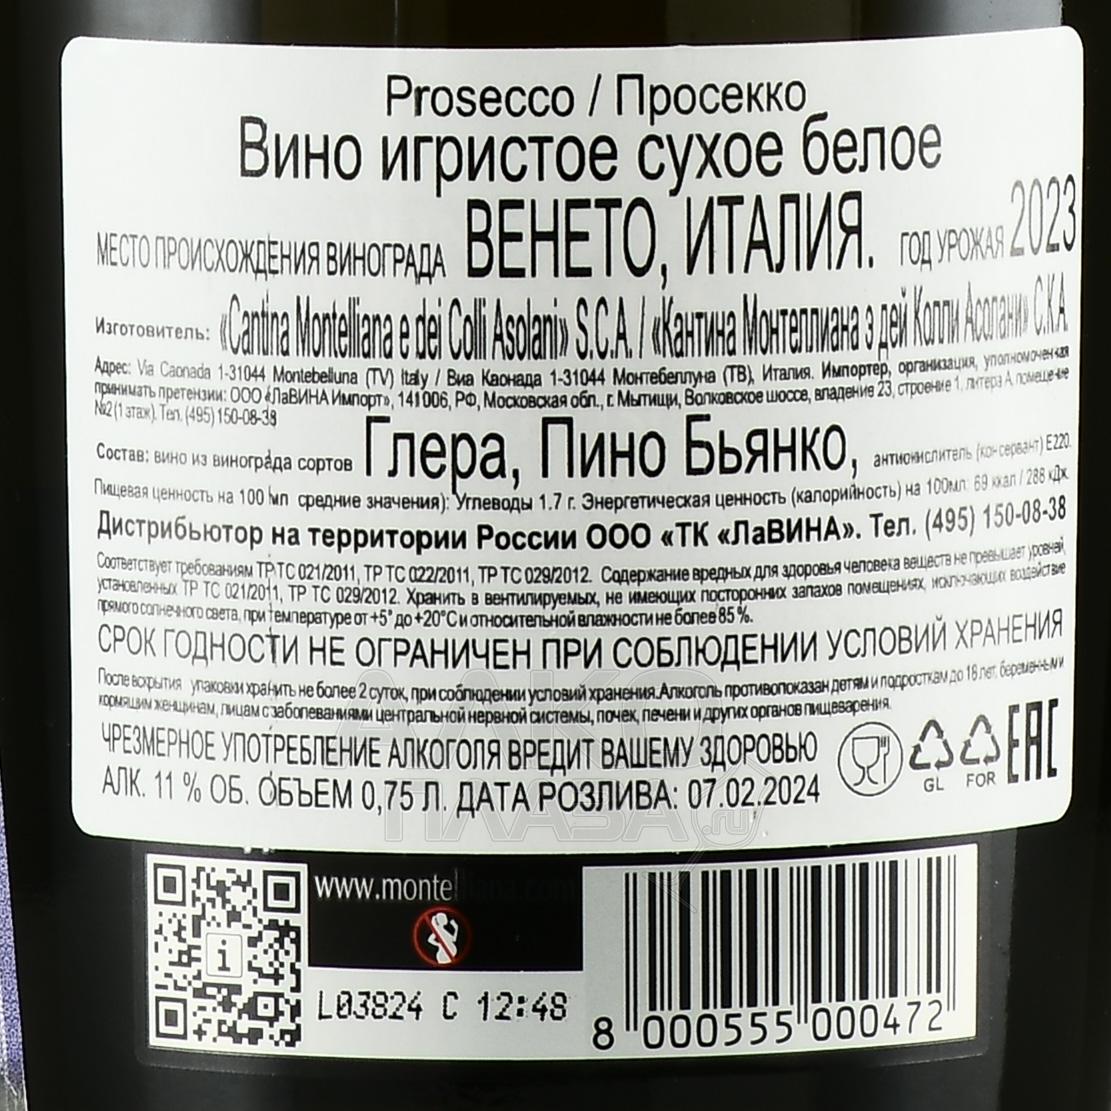 Prosecco / Просекко
Вино игристое сухое белое
МЕСТО ПРОИСХОЖДЕНИЯ ВИНОГРАДА ВЕНЕТО, ИТАЛИЯ. ГОД УРОЖАЯ 2023
Изготовитель: «Cantina Montelliana e dei Colli Asolani» S.C.A. / «Кантина Монтеллиана э дей Колли Асолани» С.К.А.
Адрес: Via Caonada 1-31044 Montebelluna (TV) Italy / Виа Каонада 1-31044 Монтебеллуна (ТВ), Италия. Импортер, организация, уполномоченная
принимать претензии: ООО «ЛаВИНА Импорт», 141006, РФ, Московская обл., г. Мытищи, Волковское шоссе, владение 23, строение 1, литера А, помещение
№2 (1 этаж). Тел. (495) 150-08-38
Состав: вино из винограда сортов Глера, Пино Бьянко, антиокислитель (консервант) Е220.
Пищевая ценность на 100 мл средние значения): Углеводы 1.7 г. Энергетическая ценность (калорийность) на 100мл: 69 ккал / 288 кДж.
Дистрибьютор на территории России ООО «ТК «ЛаВИНА». Тел. (495) 150-08-38
Соответствует требованиям ТР ТС 021/2011, ТР ТС 022/2011, ТР ТС 029/2012. Содержание вредных для здоровья человека веществ не превышает уровней,
установленных ТР ТС 021/2011, ТР ТС 029/2012. Хранить в вентилируемых, не имеющих посторонних запахов помещениях, исключающих воздействие
прямого солнечного света, при температуре от +5° до +20°С и относительной влажности не более 85 %.
СРОК ГОДНОСТИ НЕ ОГРАНИЧЕН ПРИ СОБЛЮДЕНИИ УСЛОВИЙ ХРАНЕНИЯ
После вскрытия упаковки хранить не более 2 суток, при соблюдении условий хранения. Алкоголь противопоказан детям и подросткам до 18 лет, беременным и
кормящим женщинам, лицам с заболеваниями центральной нервной системы, почек, печени и других органов пищеварения.
ЧРЕЗМЕРНОЕ УПОТРЕБЛЕНИЕ АЛКОГОЛЯ ВРЕДИТ ВАШЕМУ ЗДОРОВЬЮ
АЛК. 11 % ОБ. ОБЪЕМ 0,75 Л. ДАТА РОЗЛИВА: 07.02.2024
GL FOR EAC
АЛКО
ПЛАЗА.ru
www.montelliana.com
L03824 C 12:48
8 000555 000472